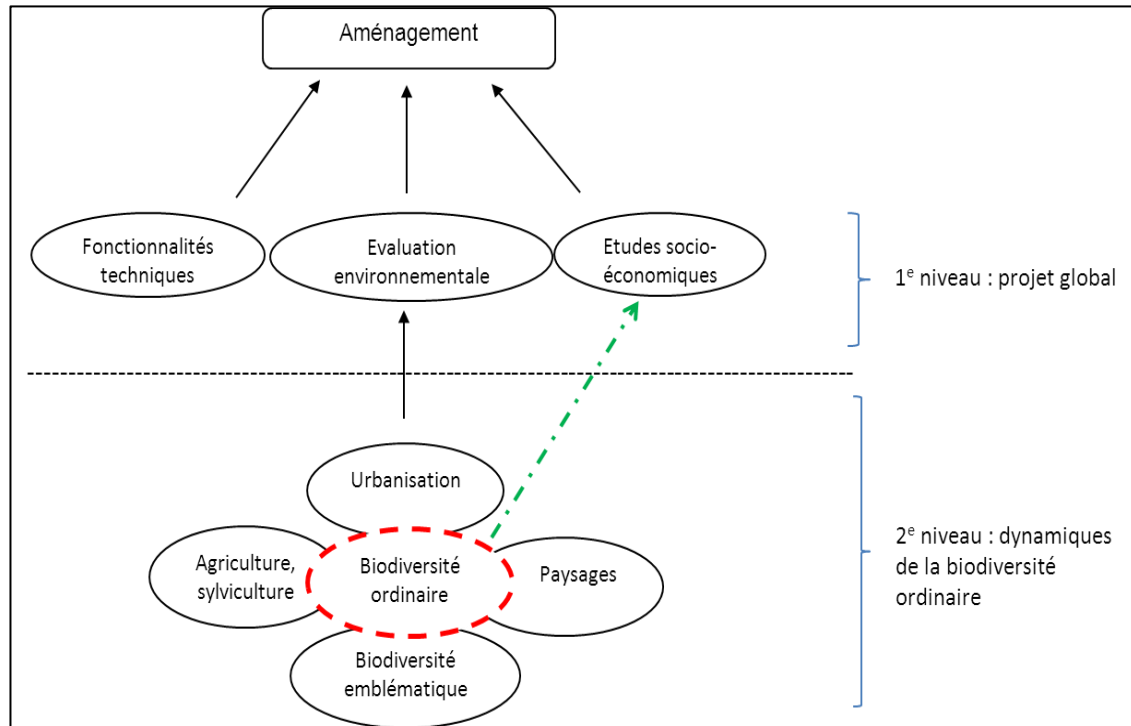 Aménagement
Fonctionnalités
techniques
Evaluation
environnementale
Etudes socio-
économiques
1e niveau : projet global
Urbanisation
Agriculture,
sylviculture
Biodiversité
ordinaire
Paysages
Biodiversité
emblématique
2e niveau : dynamiques
de la biodiversité
ordinaire